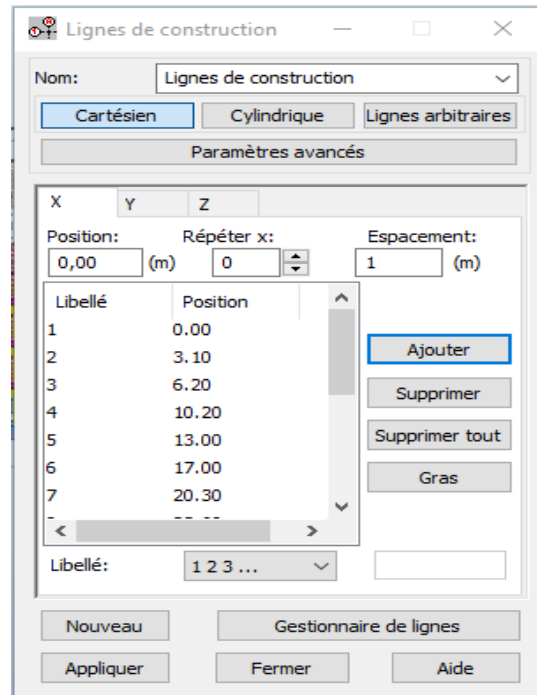 Lignes de construction
Nom: Lignes de construction
Cartésien Cylindrique Lignes arbitraires
Paramètres avancés
X Y Z
Position: Répéter x: Espacement:
0,00 (m) 0 1 (m)
Libellé Position
1 0.00
2 3.10
3 6.20
4 10.20
5 13.00
6 17.00
7 20.30
Ajouter
Supprimer
Supprimer tout
Gras
Libellé: 1 2 3 ...
Nouveau Gestionnaire de lignes
Appliquer Fermer Aide